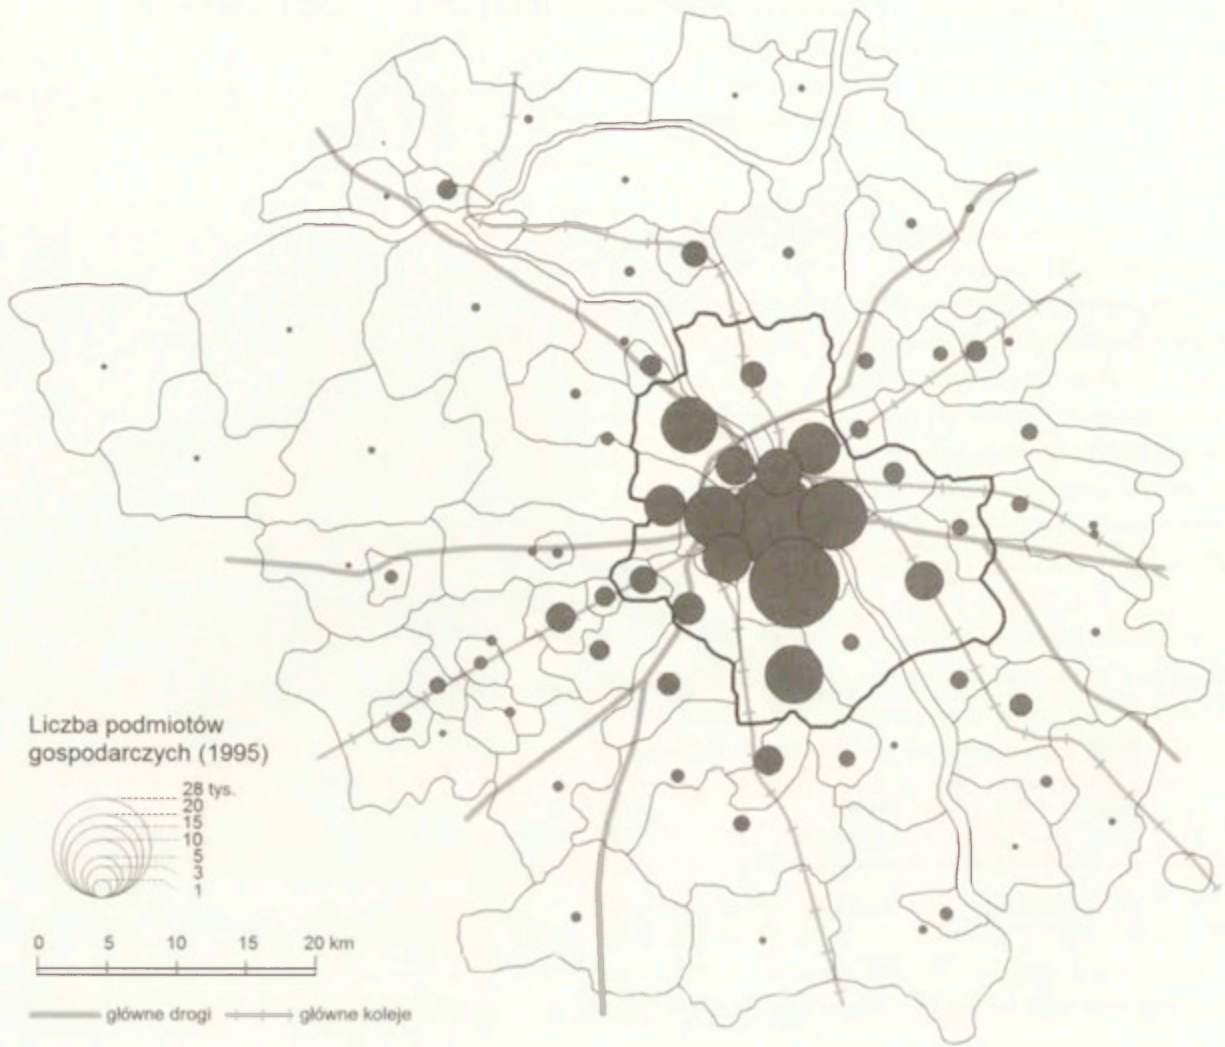 Liczba podmiotów
gospodarczych (1995)
28 tys.
20
15
10
5
3
1
0 5 10 15 20 km
główne drogi główne koleje